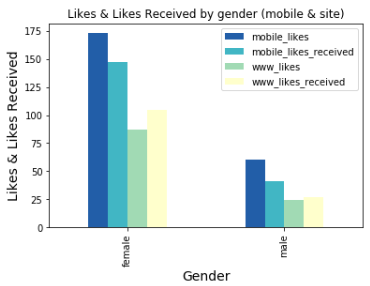 Likes & Likes Received by gender (mobile & site)
mobile_likes
mobile_likes_received
www_likes
www_likes_received
Likes & Likes Received
175
150
125
100
75
50
25
0
female
male
Gender